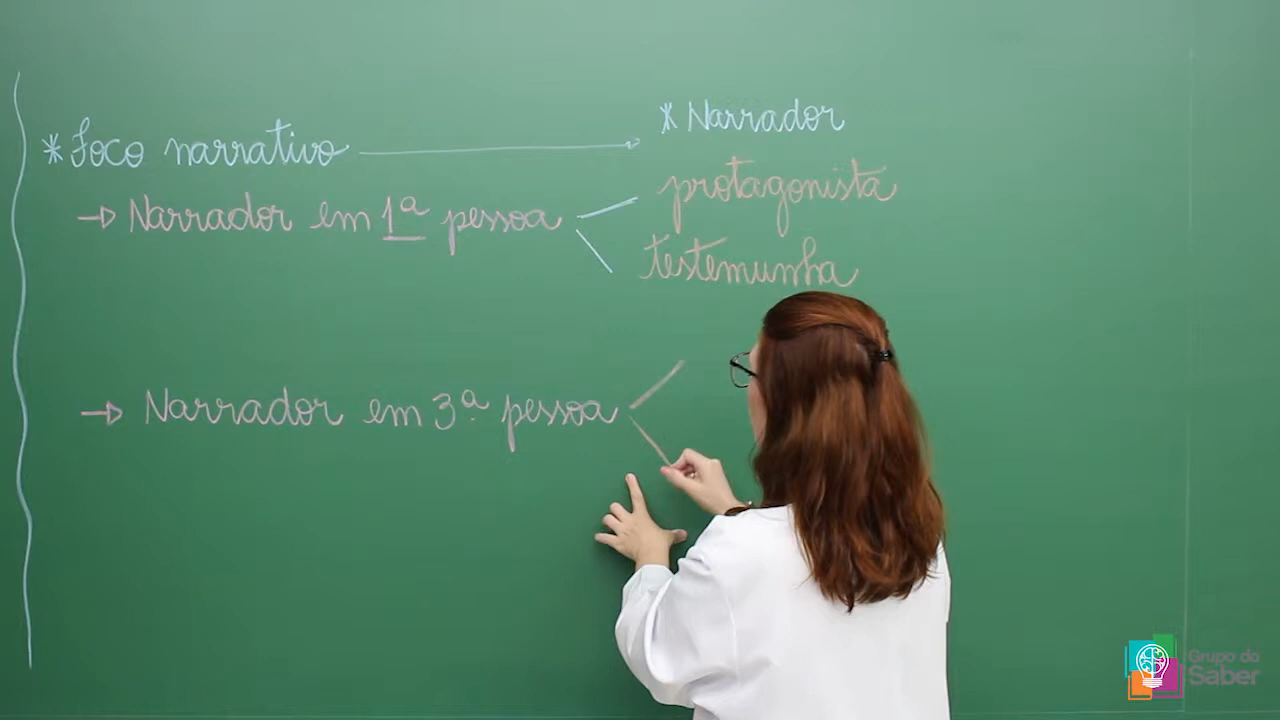 * Foco narrativo
* Narrador
→ Narrador em 1ª pessoa
protagonista
testemunha
→ Narrador em 3ª pessoa
Grupo do
Saber